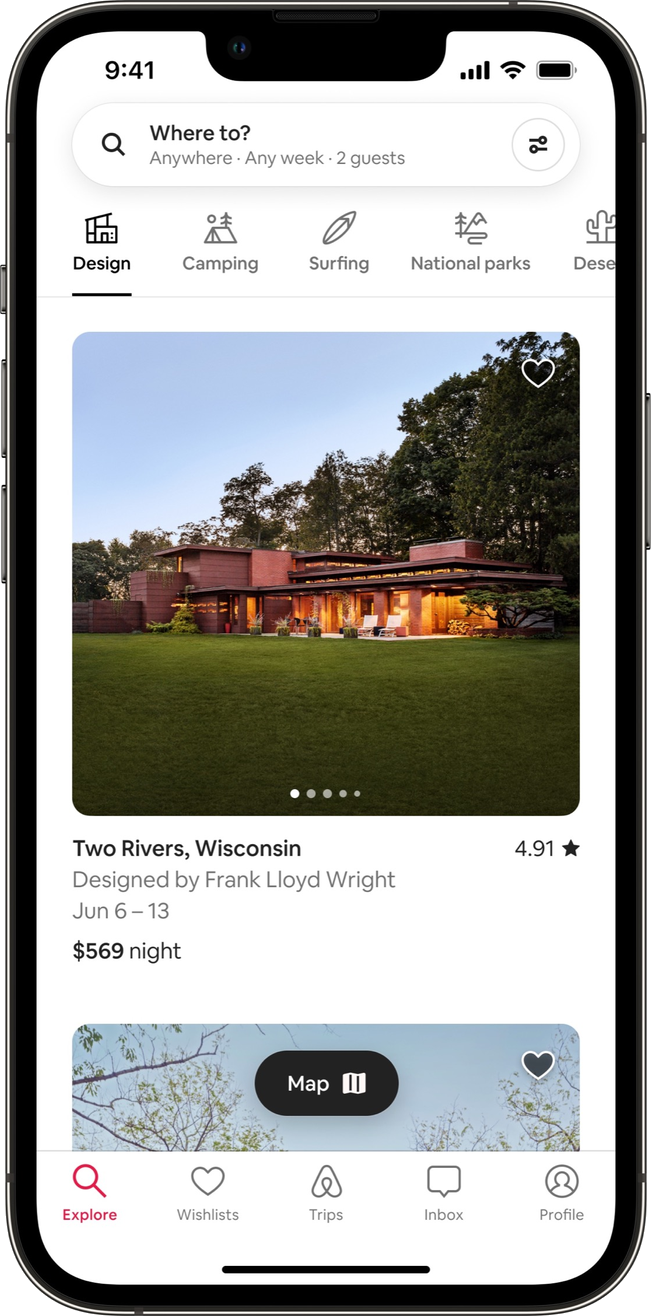 9:41
Where to?
Anywhere · Any week · 2 guests
Design
Camping
Surfing
National parks
Dese
Two Rivers, Wisconsin
4.91 ★
Designed by Frank Lloyd Wright
Jun 6 – 13
$569 night
Map
Explore
Wishlists
Trips
Inbox
Profile